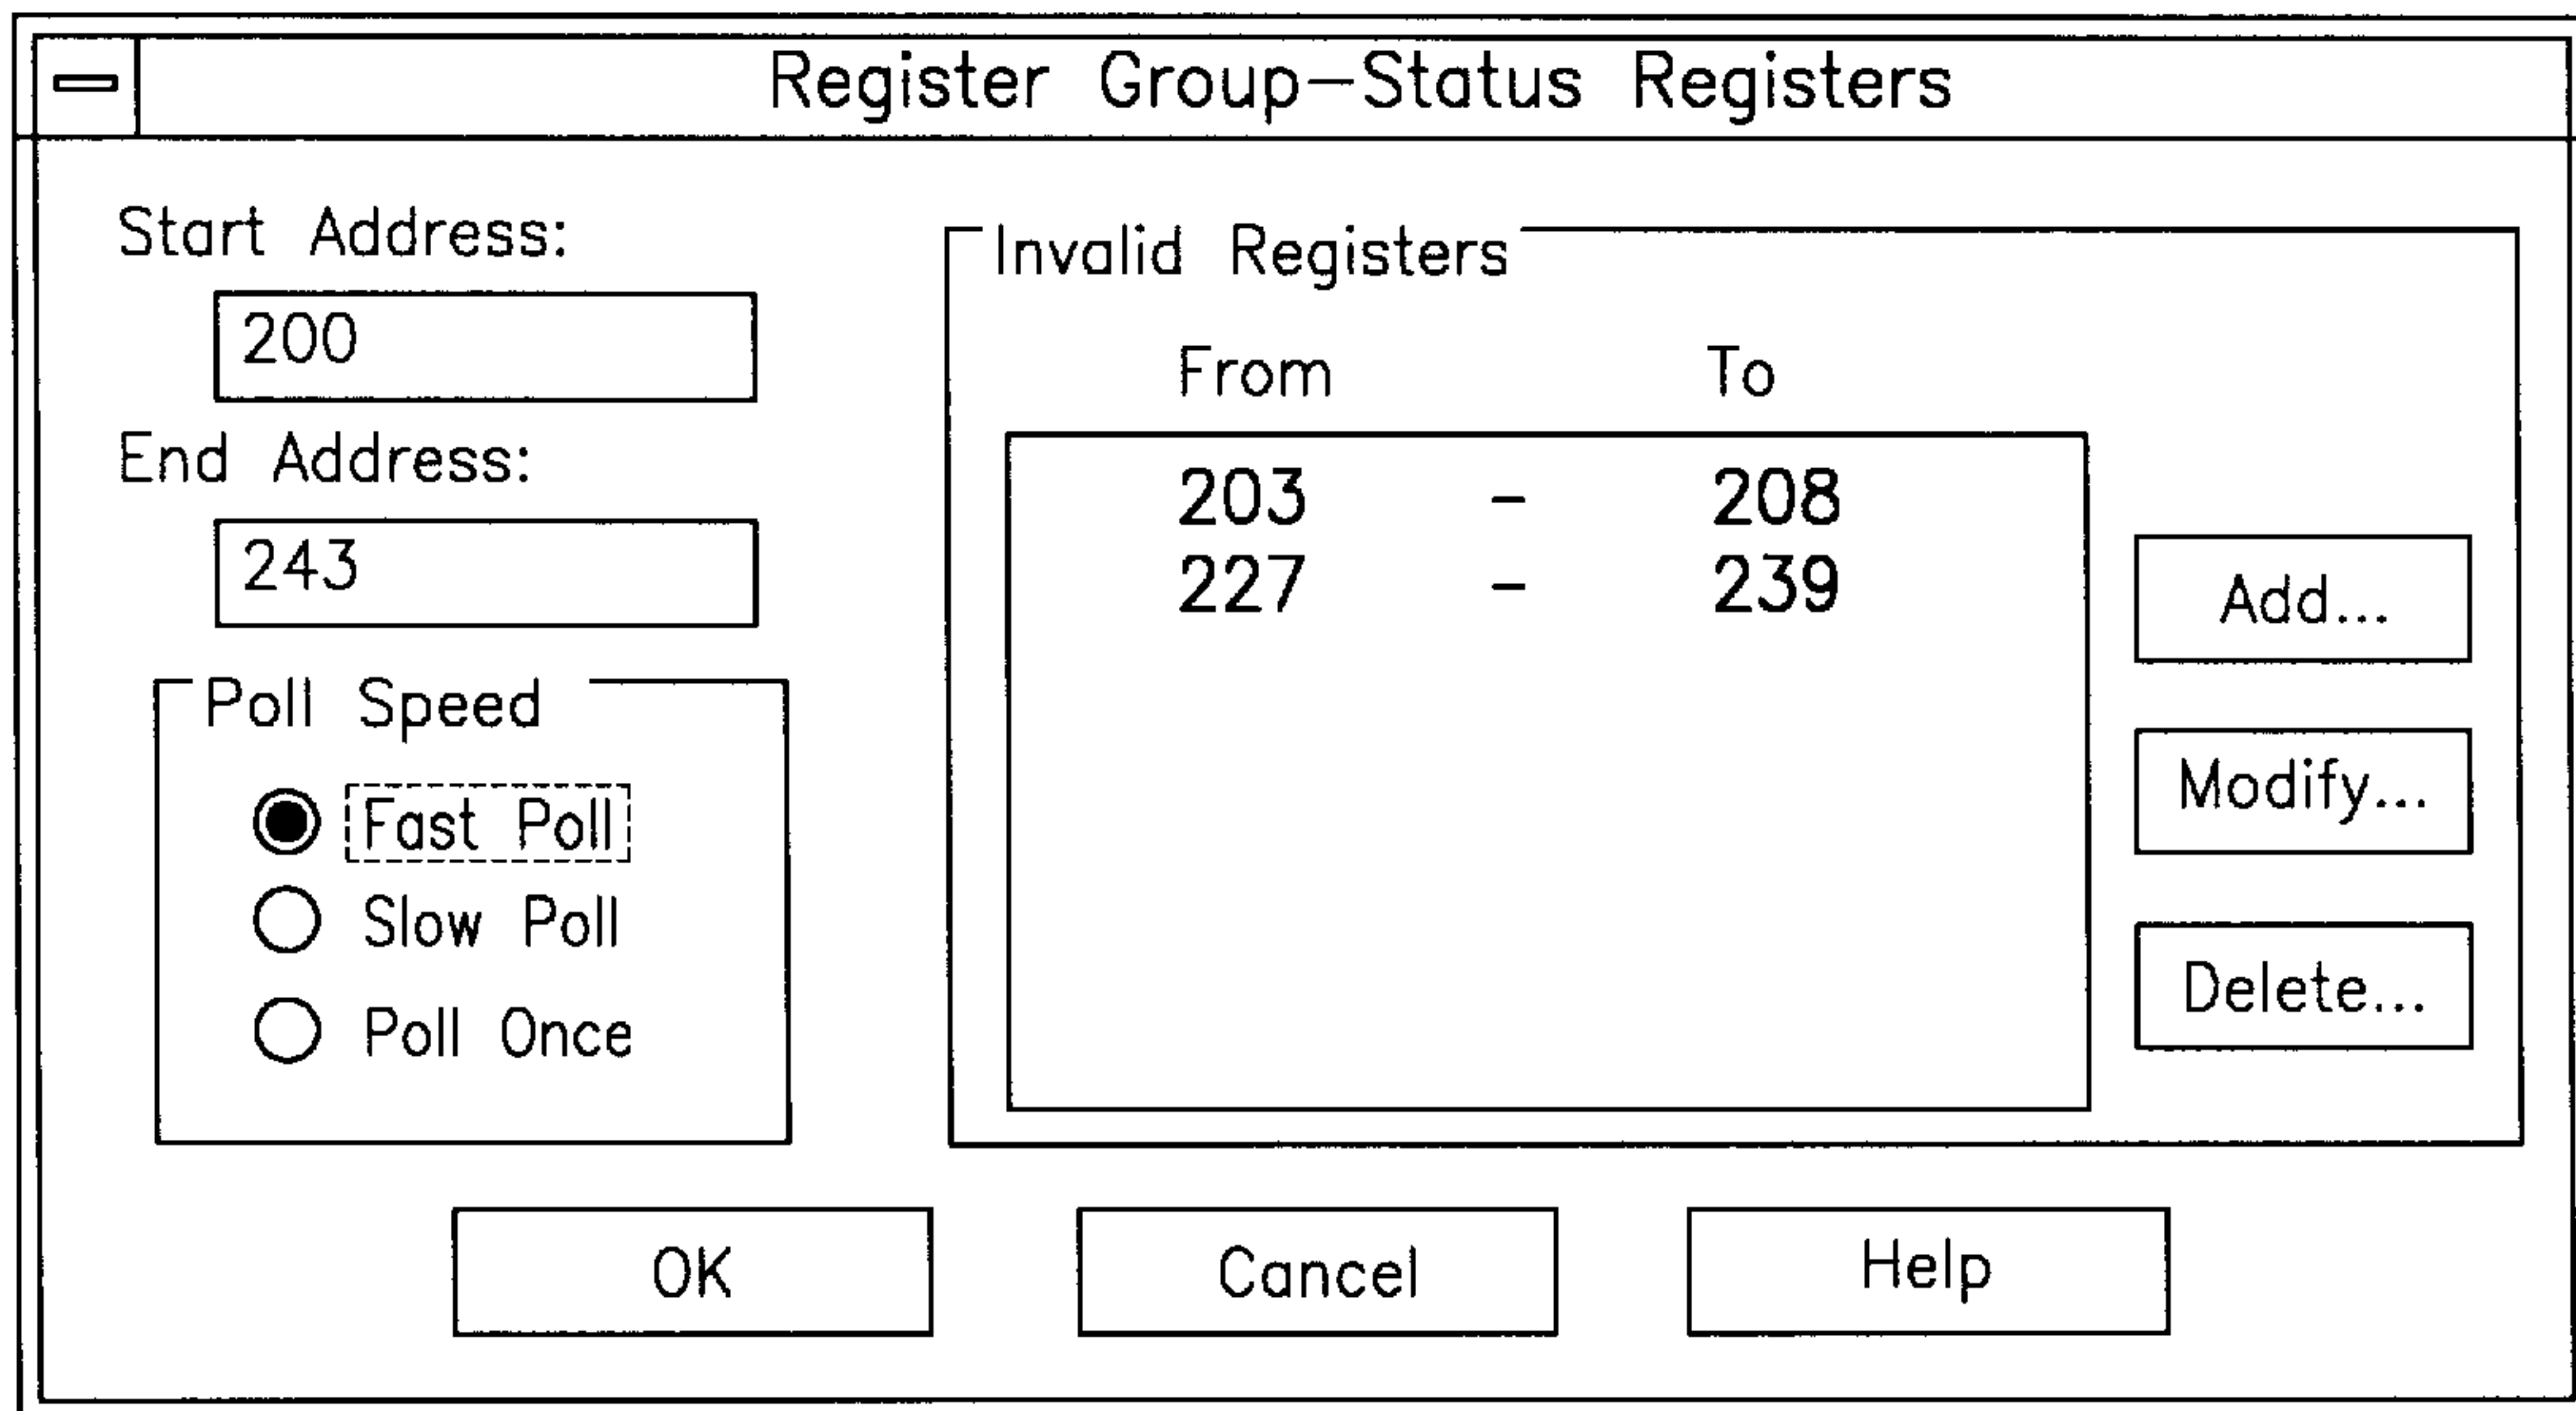 Register Group-Status Registers
Start Address:
200
End Address:
243
Poll Speed
Fast Poll
Slow Poll
Poll Once
Invalid Registers
From To
203 - 208
227 - 239
Add...
Modify...
Delete...
OK
Cancel
Help